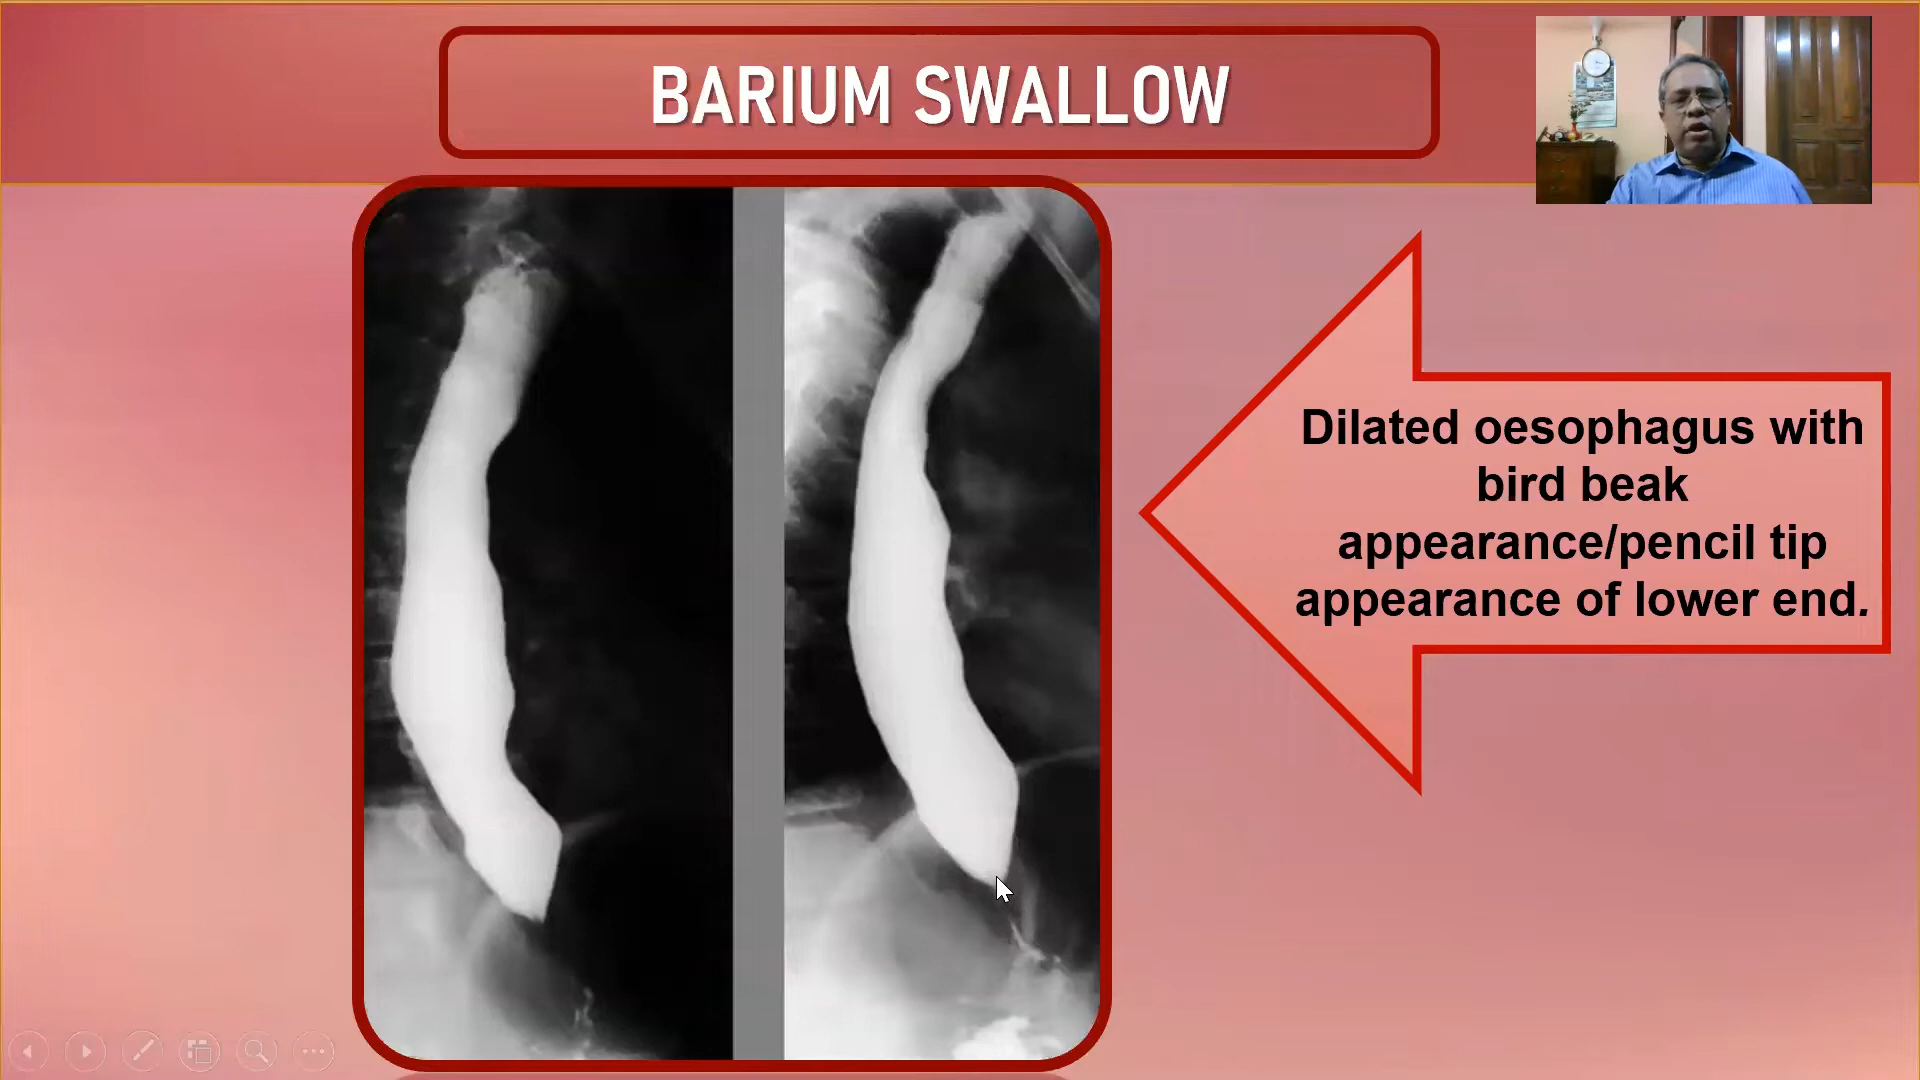 BARIUM SWALLOW
Dilated oesophagus with
bird beak
appearance/pencil tip
appearance of lower end.